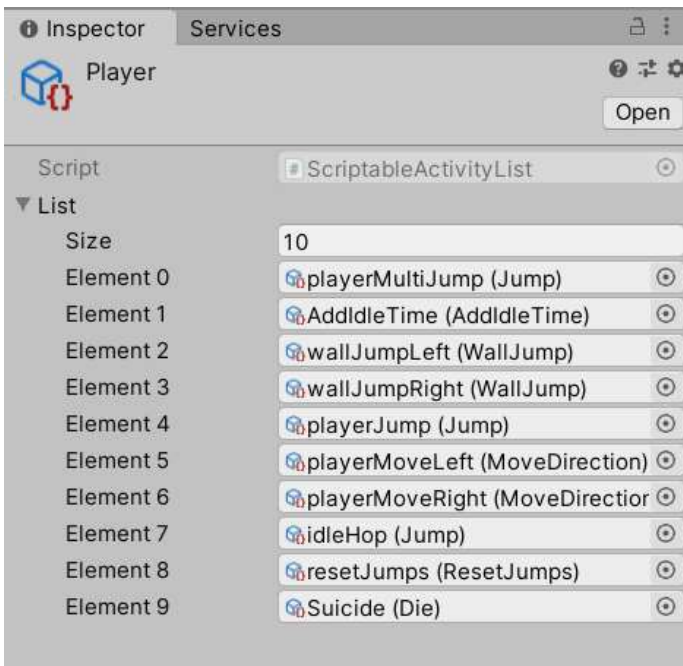 Inspector Services
Player
Open
Script ScriptableActivityList
List
Size 10
Element 0 playerMultiJump (Jump)
Element 1 AddIdleTime (AddIdleTime)
Element 2 wallJumpLeft (WallJump)
Element 3 wallJumpRight (WallJump)
Element 4 playerJump (Jump)
Element 5 playerMoveLeft (MoveDirection)
Element 6 playerMoveRight (MoveDirection
Element 7 idleHop (Jump)
Element 8 resetJumps (ResetJumps)
Element 9 Suicide (Die)